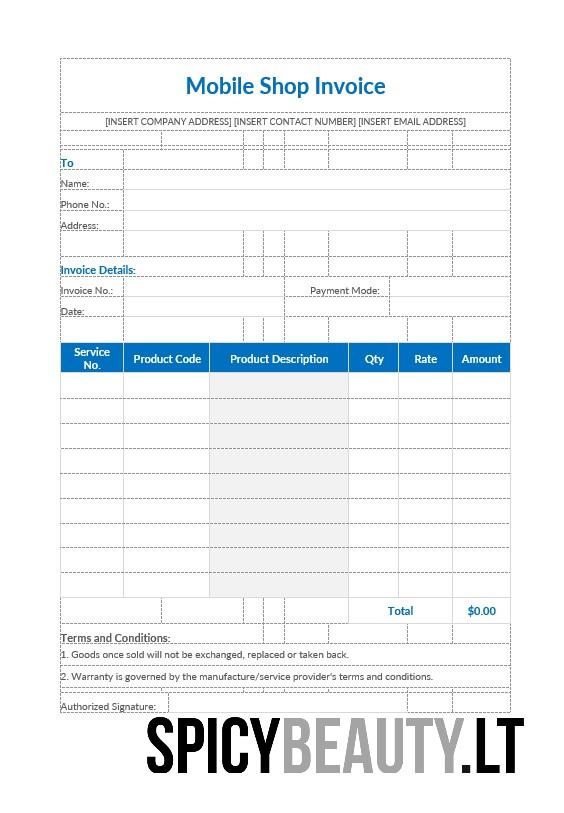 Mobile Shop Invoice
[INSERT COMPANY ADDRESS] [INSERT CONTACT NUMBER] [INSERT EMAIL ADDRESS]
To
Name:
Phone No.:
Address:
Invoice Details:
Invoice No.: Payment Mode:
Date:
Service No. Product Code Product Description Qty Rate Amount
Total $0.00
Terms and Conditions:
1. Goods once sold will not be exchanged, replaced or taken back.
2. Warranty is governed by the manufacture/service provider's terms and conditions.
Authorized Signature:
SPICYBEAUTY.LT